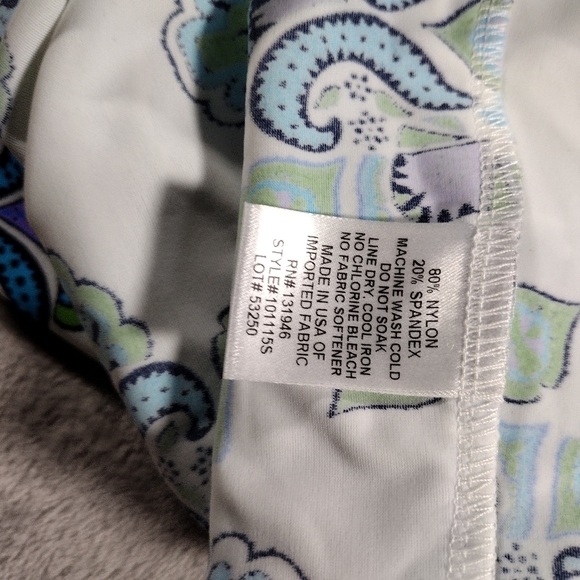 80% NYLON
20% SPANDEX
MACHINE WASH COLD
DO NOT SOAK
LINE DRY. COOL IRON
NO CHLORINE BLEACH
NO FABRIC SOFTENER
MADE IN USA OF
IMPORTED FABRIC
RN# 131946
STYLE# 101115S
LOT# 53250